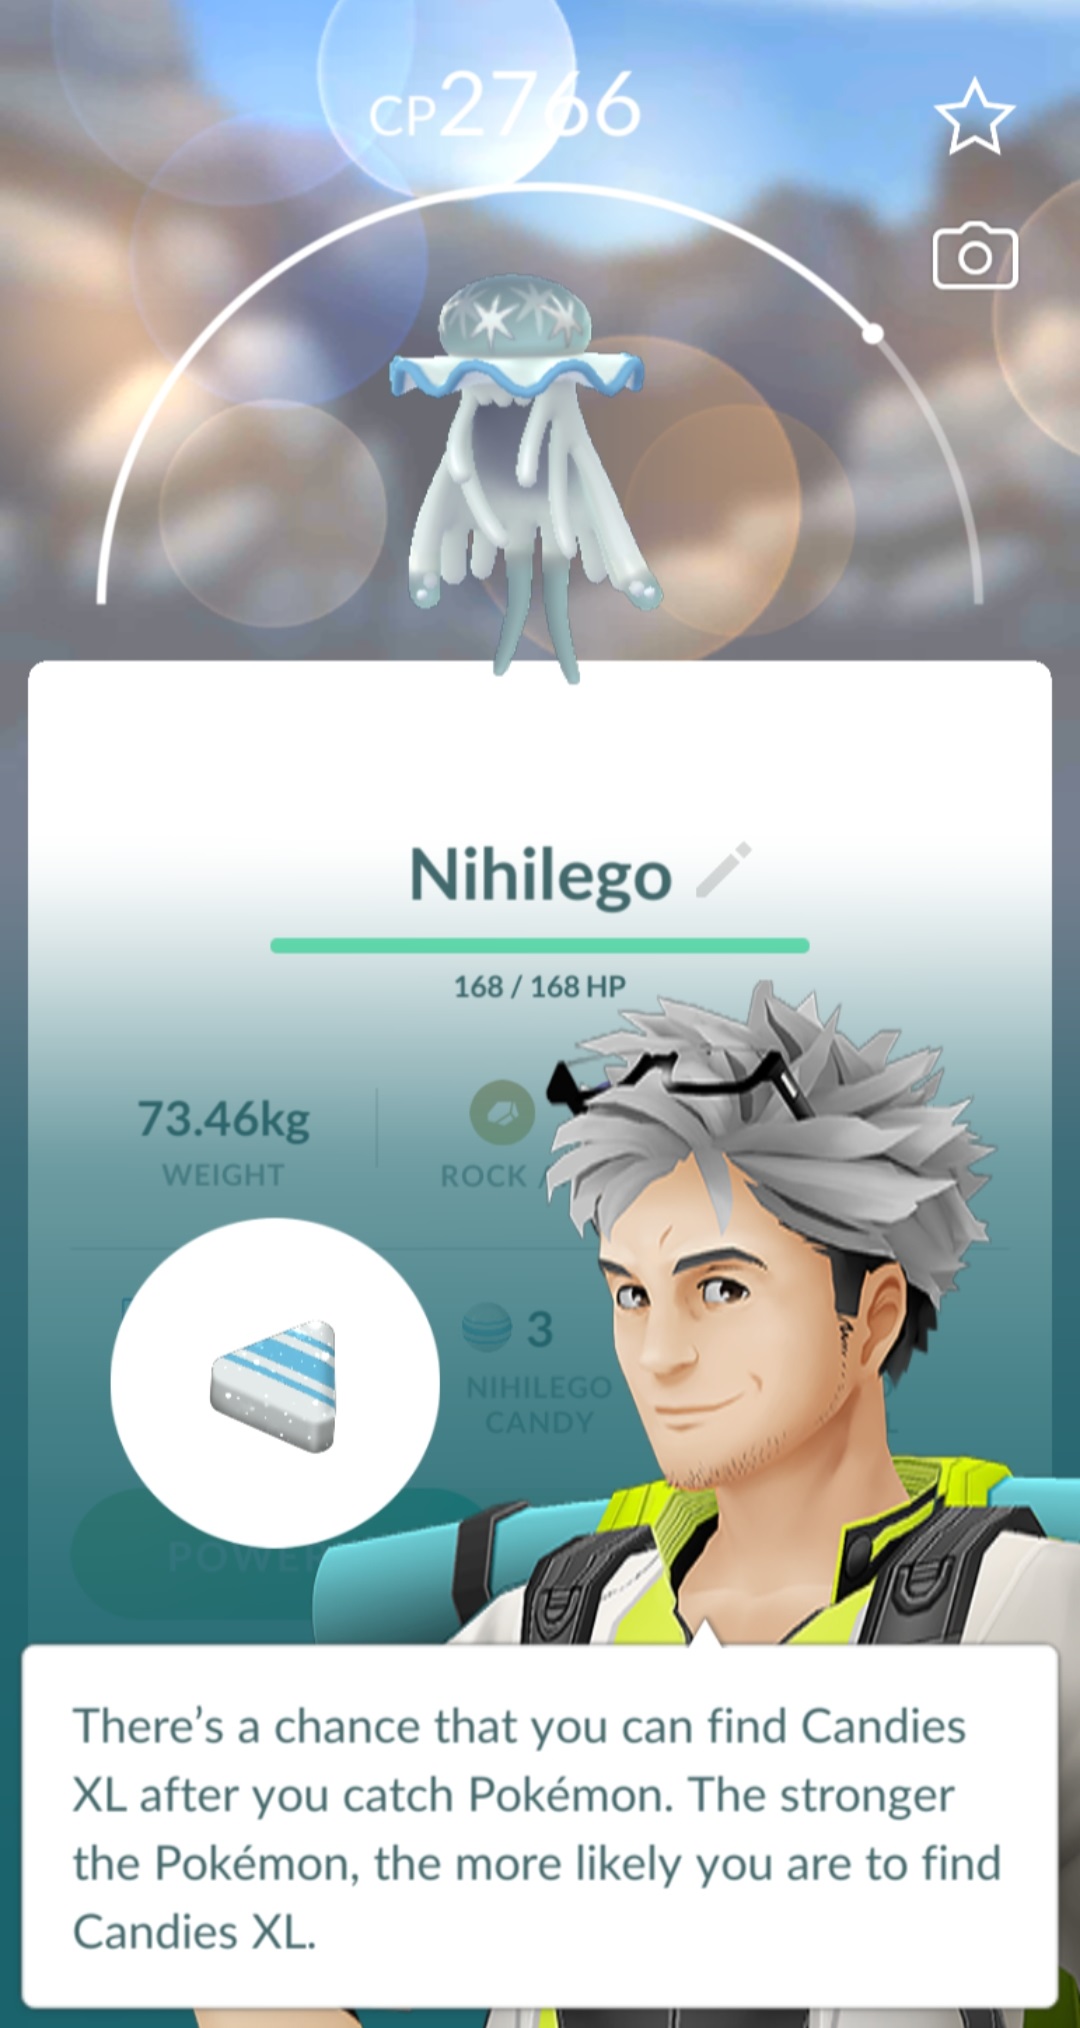 CP2766
Nihilego
168 / 168 HP
73.46kg
WEIGHT
ROCK /
3
NIHILEGO
CANDY
POWER
There's a chance that you can find Candies
XL after you catch Pokémon. The stronger
the Pokémon, the more likely you are to find
Candies XL.